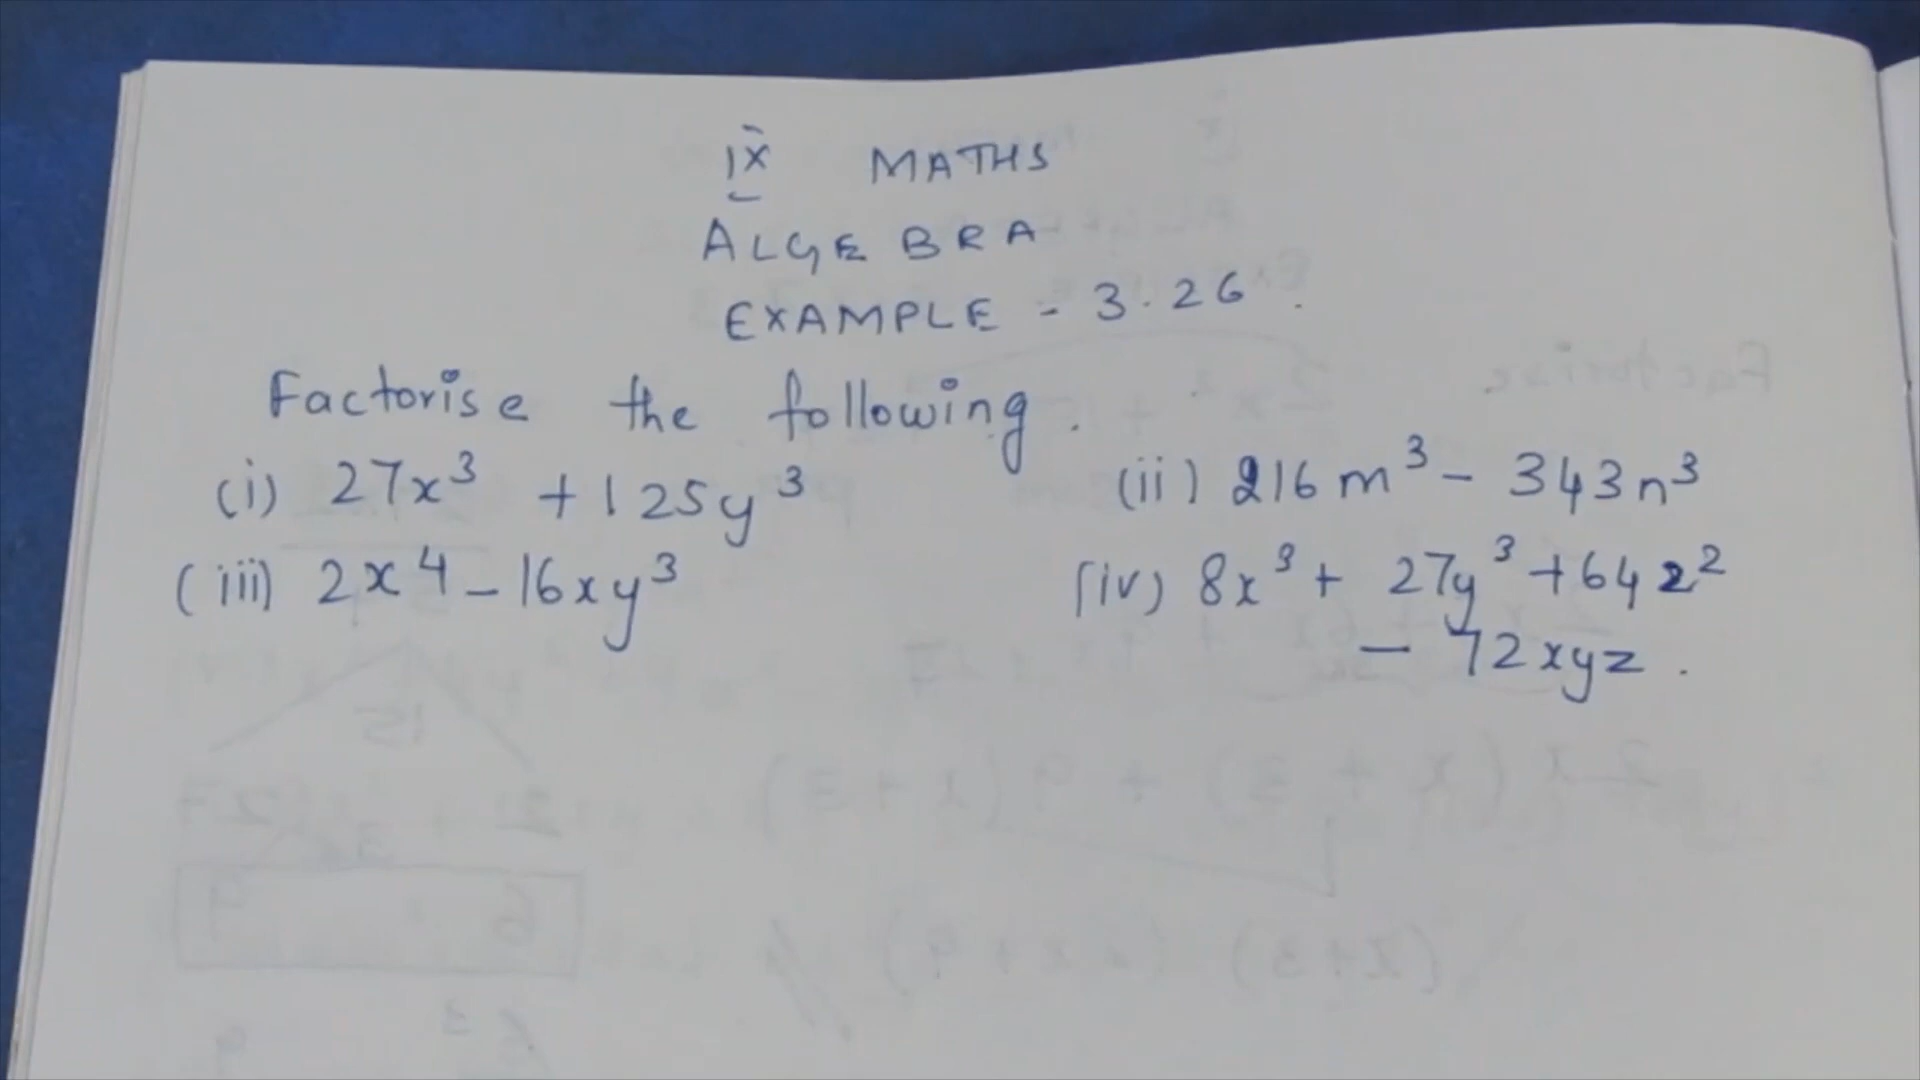 IX MATHS
ALGEBRA
EXAMPLE - 3.26.
Factorise the following.
(i) 27x³ + 125y³ (ii) 216m³ - 343n³
(iii) 2x⁴ - 16xy³ (iv) 8x³ + 27y³ + 64z²
- 72xyz.